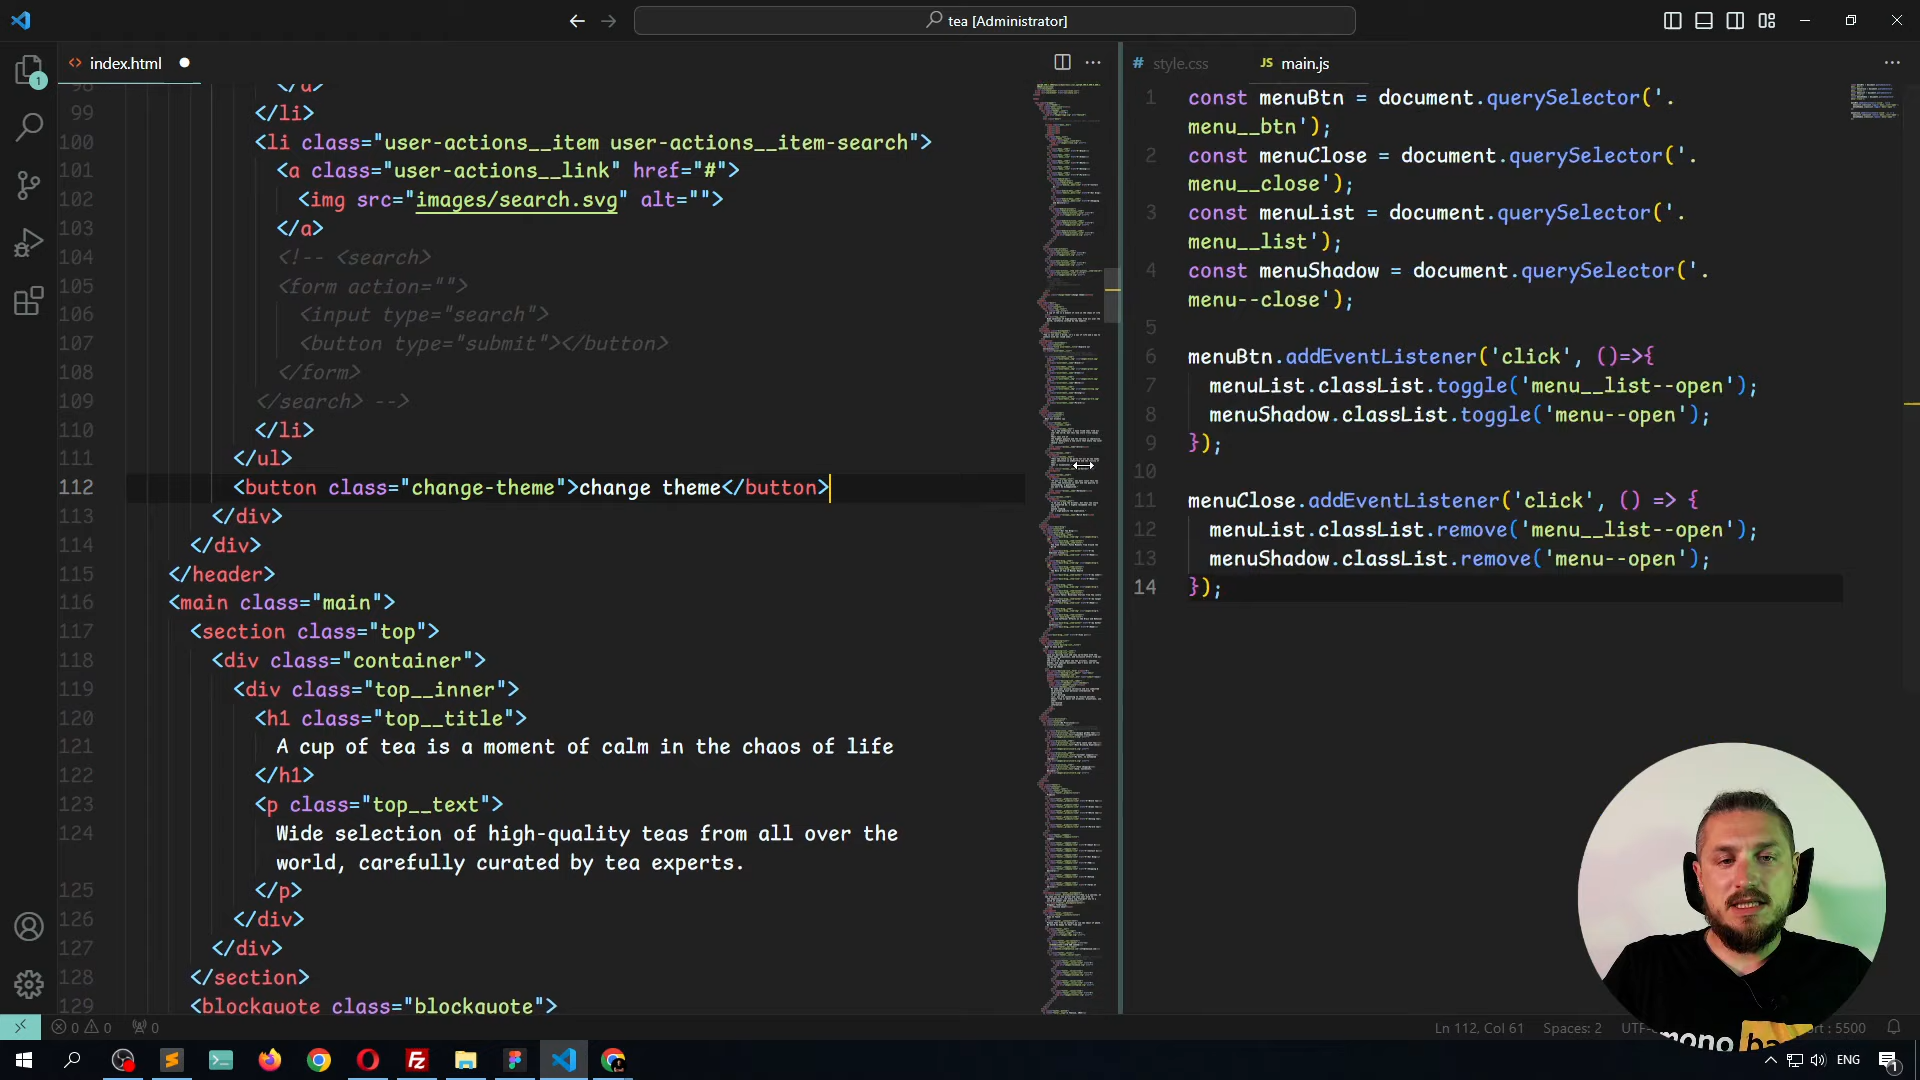 tea [Administrator]
index.html
98 </a>
99 </li>
100 <li class="user-actions__item user-actions__item-search">
101 <a class="user-actions__link" href="#">
102 <img src="images/search.svg" alt="">
103 </a>
104 <!-- <search>
105 <form action="">
106 <input type="search">
107 <button type="submit"></button>
108 </form>
109 </search> -->
110 </li>
111 </ul>
112 <button class="change-theme">change theme</button>
113 </div>
114 </div>
115 </header>
116 <main class="main">
117 <section class="top">
118 <div class="container">
119 <div class="top__inner">
120 <h1 class="top__title">
121 A cup of tea is a moment of calm in the chaos of life
122 </h1>
123 <p class="top__text">
124 Wide selection of high-quality teas from all over the
world, carefully curated by tea experts.
125 </p>
126 </div>
127 </div>
128 </section>
129 <blockquote class="blockquote">
# style.css
JS main.js
1 const menuBtn = document.querySelector('.
menu__btn');
2 const menuClose = document.querySelector('.
menu__close');
3 const menuList = document.querySelector('.
menu__list');
4 const menuShadow = document.querySelector('.
menu--close');
5
6 menuBtn.addEventListener('click', ()=>{
7 menuList.classList.toggle('menu__list--open');
8 menuShadow.classList.toggle('menu--open');
9 });
10
11 menuClose.addEventListener('click', () => {
12 menuList.classList.remove('menu__list--open');
13 menuShadow.classList.remove('menu--open');
14 });
1
0 0 0
Ln 112, Col 61 Spaces: 2 UTF- : 5500
mono
ENG
1